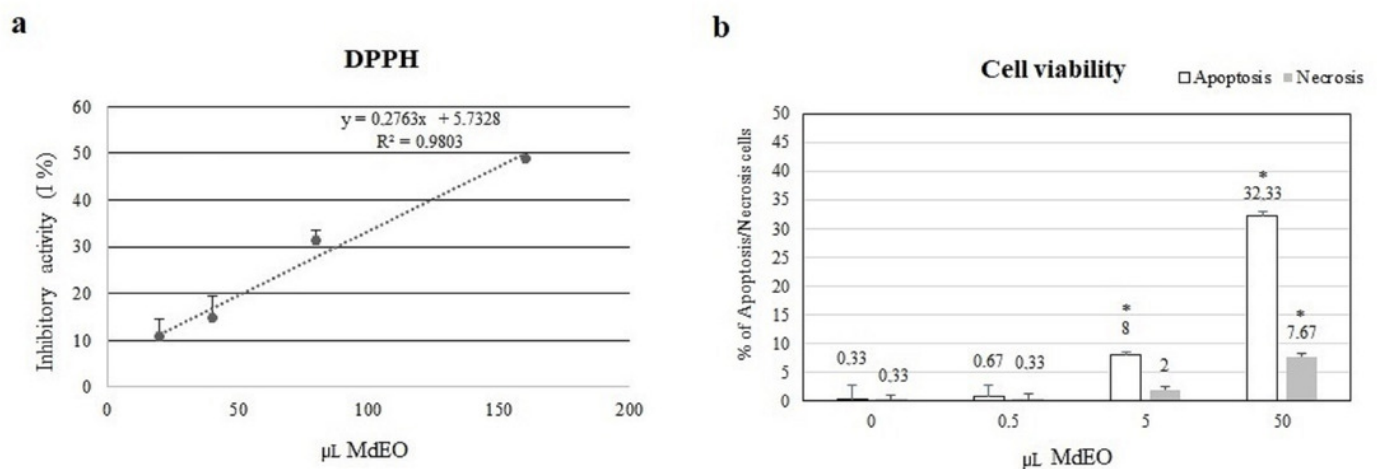 a
DPPH
60
50
40
30
20
10
0
y = 0.2763x + 5.7328
R² = 0.9803
Inhibitory activity (I %)
0 50 100 150 200
µL MdEO
b
Cell viability
Apoptosis Necrosis
50
45
40
35
30
25
20
15
10
5
0
% of Apoptosis/Necrosis cells
0.33 0.33
0.67 0.33
*
8
2
*
32,33
*
7.67
0 0.5 5 50
µL MdEO